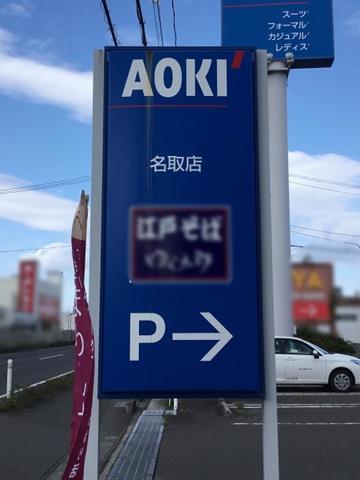 スーツ
フォーマル
カジュアル
レディス
AOKI
名取店
江戸そば
P→